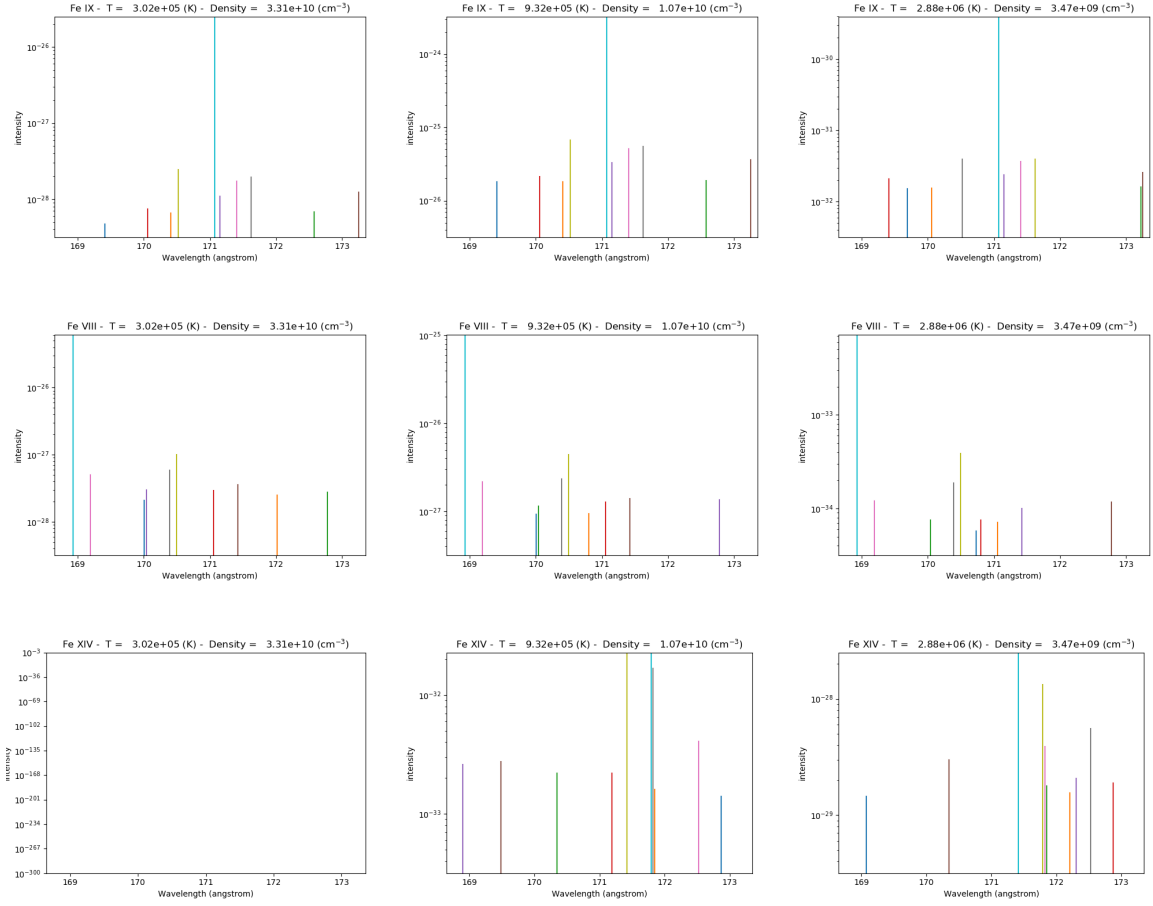 Fe IX - T = 3.02e+05 (K) - Density = 3.31e+10 (cm⁻³)
intensity
10⁻²⁶
10⁻²⁷
10⁻²⁸
169 170 171 172 173
Wavelength (angstrom)
Fe IX - T = 9.32e+05 (K) - Density = 1.07e+10 (cm⁻³)
intensity
10⁻²⁴
10⁻²⁵
10⁻²⁶
169 170 171 172 173
Wavelength (angstrom)
Fe IX - T = 2.88e+06 (K) - Density = 3.47e+09 (cm⁻³)
intensity
10⁻³⁰
10⁻³¹
10⁻³²
169 170 171 172 173
Wavelength (angstrom)
Fe VIII - T = 3.02e+05 (K) - Density = 3.31e+10 (cm⁻³)
intensity
10⁻²⁶
10⁻²⁷
10⁻²⁸
169 170 171 172 173
Wavelength (angstrom)
Fe VIII - T = 9.32e+05 (K) - Density = 1.07e+10 (cm⁻³)
intensity
10⁻²⁵
10⁻²⁶
10⁻²⁷
169 170 171 172 173
Wavelength (angstrom)
Fe VIII - T = 2.88e+06 (K) - Density = 3.47e+09 (cm⁻³)
intensity
10⁻³³
10⁻³⁴
169 170 171 172 173
Wavelength (angstrom)
Fe XIV - T = 3.02e+05 (K) - Density = 3.31e+10 (cm⁻³)
intensity
10⁻³
10⁻³⁶
10⁻⁶⁹
10⁻¹⁰²
10⁻¹³⁵
10⁻¹⁶⁸
10⁻²⁰¹
10⁻²³⁴
10⁻²⁶⁷
10⁻³⁰⁰
169 170 171 172 173
Wavelength (angstrom)
Fe XIV - T = 9.32e+05 (K) - Density = 1.07e+10 (cm⁻³)
intensity
10⁻³²
10⁻³³
169 170 171 172 173
Wavelength (angstrom)
Fe XIV - T = 2.88e+06 (K) - Density = 3.47e+09 (cm⁻³)
intensity
10⁻²⁸
10⁻²⁹
169 170 171 172 173
Wavelength (angstrom)